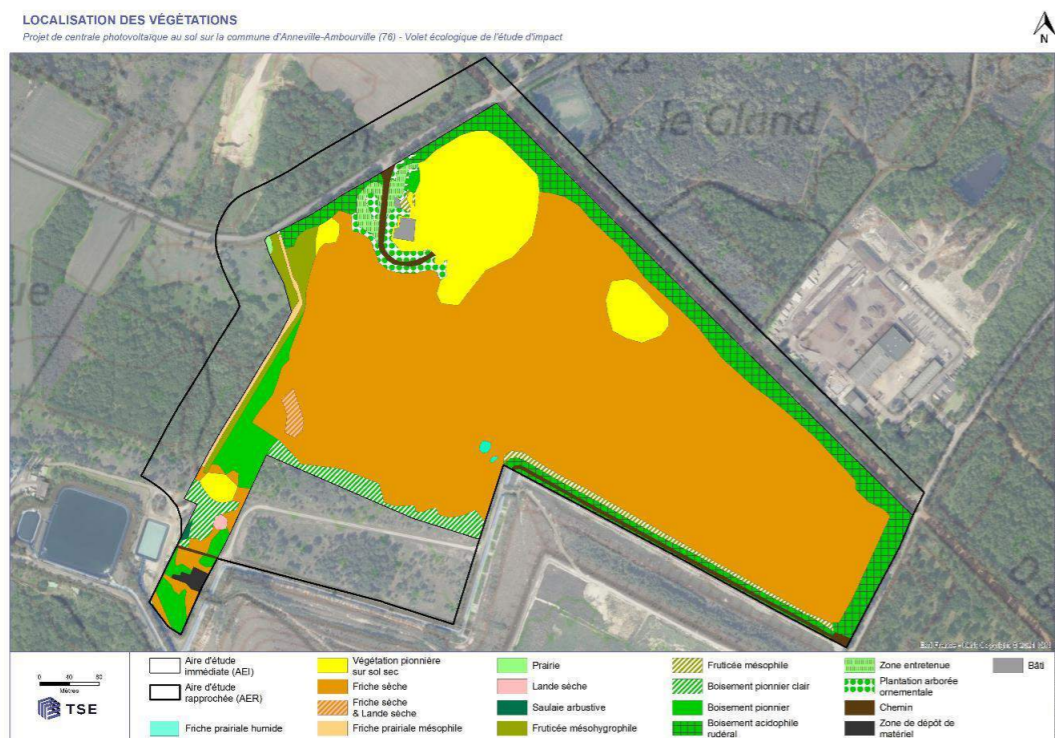 LOCALISATION DES VÉGÉTATIONS
Projet de centrale photovoltaïque au sol sur la commune d'Anneville-Ambourville (76) - Volet écologique de l'étude d'impact
N
23
22
le Gland
ue
0 40 80
Mètres
TSE
Aire d'étude
immédiate (AEI)
Aire d'étude
rapprochée (AER)
Friche prairiale humide
Végétation pionnière
sur sol sec
Friche sèche
Friche sèche
& Lande sèche
Friche prairiale mésophile
Prairie
Lande sèche
Saulaie arbustive
Fruticée mésohygrophile
Fruticée mésophile
Boisement pionnier clair
Boisement pionnier
Boisement acidophile
rudéral
Zone entretenue
Plantation arborée
ornementale
Chemin
Zone de dépôt de
matériel
Bâti